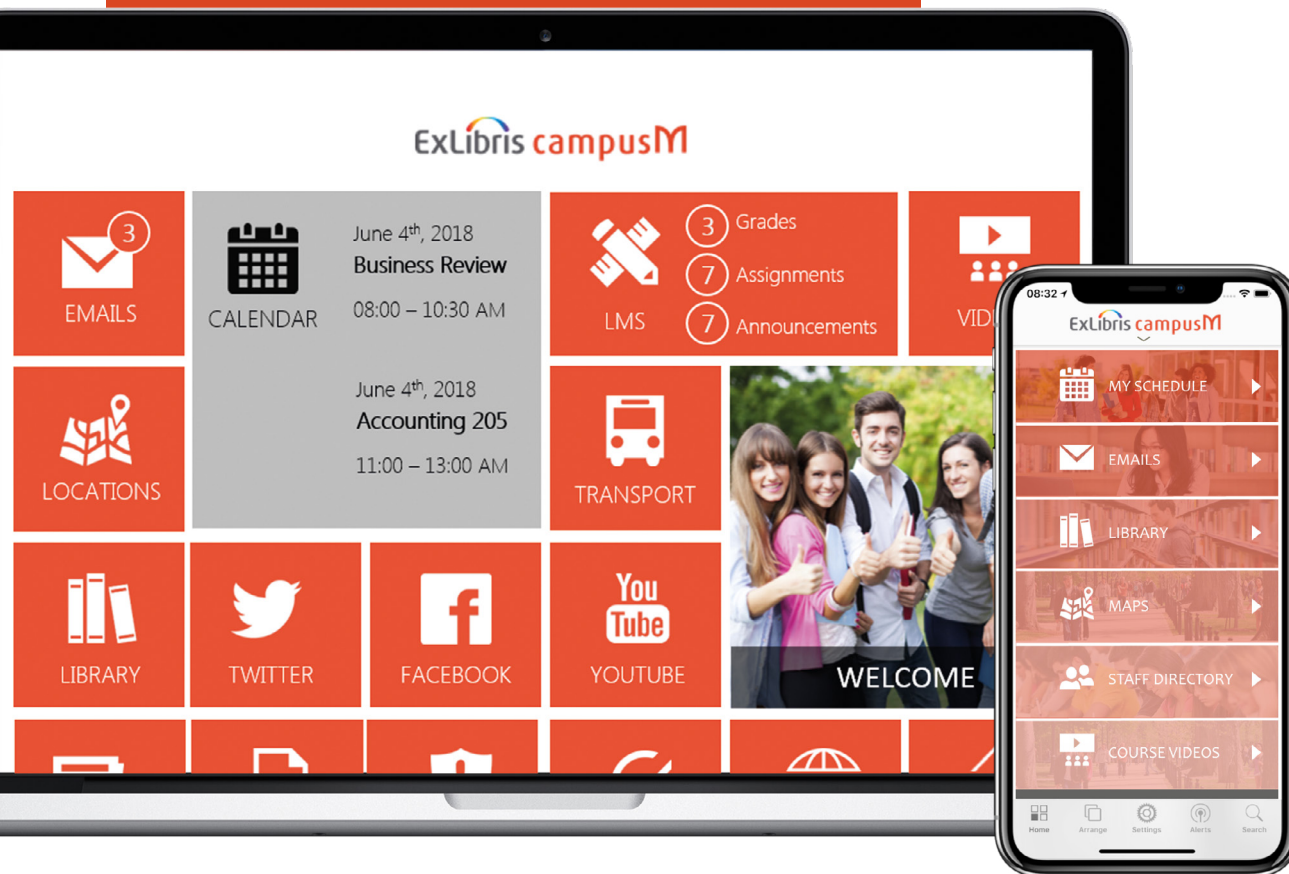 ExLibris campusM
3
EMAILS
CALENDAR
June 4th, 2018
Business Review
08:00 – 10:30 AM
June 4th, 2018
Accounting 205
11:00 – 13:00 AM
LMS
3 Grades
7 Assignments
7 Announcements
LOCATIONS
TRANSPORT
WELCOME
LIBRARY
TWITTER
f
FACEBOOK
You
Tube
YOUTUBE
08:32
ExLibris campusM
MY SCHEDULE
EMAILS
LIBRARY
MAPS
STAFF DIRECTORY
COURSE VIDEOS
Home
Arrange
Settings
Alerts
Search